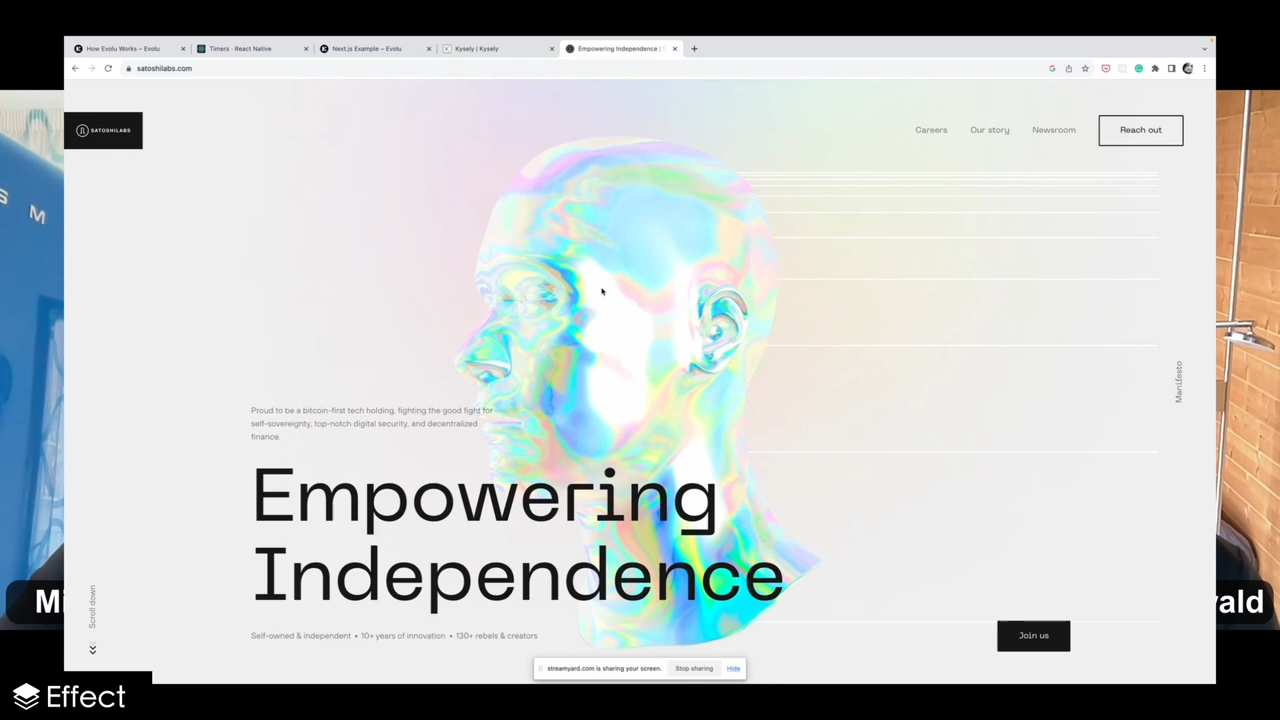 How Evolu Works – Evolu
Timers · React Native
Next.js Example – Evolu
Kysely | Kysely
Empowering Independence |
satoshilabs.com
SATOSHILABS
Careers
Our story
Newsroom
Reach out
S M
Manifesto
Proud to be a bitcoin-first tech holding, fighting the good fight for
self-sovereignty, top-notch digital security, and decentralized
finance.
Empowering
Independence
Scroll down
Self-owned & independent • 10+ years of innovation • 130+ rebels & creators
Join us
streamyard.com is sharing your screen.
Stop sharing
Hide
Effect